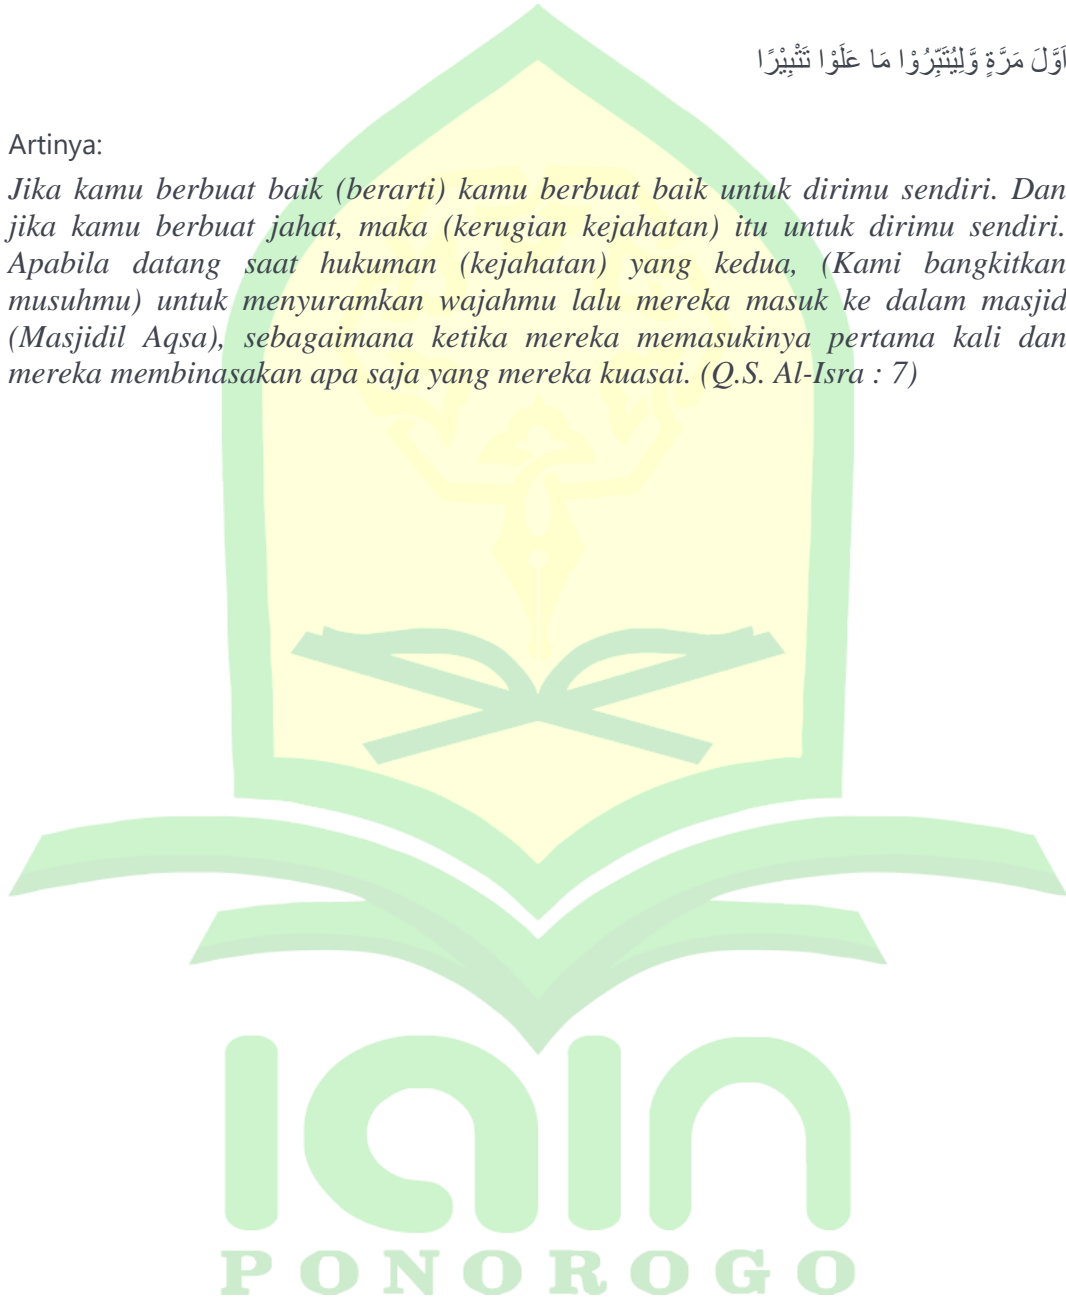 اَوَّلَ مَرَّةٍ وَّلِيُتَبِّرُوْا مَا عَلَوْا تَتْبِيْرًا
Artinya:
Jika kamu berbuat baik (berarti) kamu berbuat baik untuk dirimu sendiri. Dan
jika kamu berbuat jahat, maka (kerugian kejahatan) itu untuk dirimu sendiri.
Apabila datang saat hukuman (kejahatan) yang kedua, (Kami bangkitkan
musuhmu) untuk menyuramkan wajahmu lalu mereka masuk ke dalam masjid
(Masjidil Aqsa), sebagaimana ketika mereka memasukinya pertama kali dan
mereka membinasakan apa saja yang mereka kuasai. (Q.S. Al-Isra : 7)
IAIN
PONOROGO